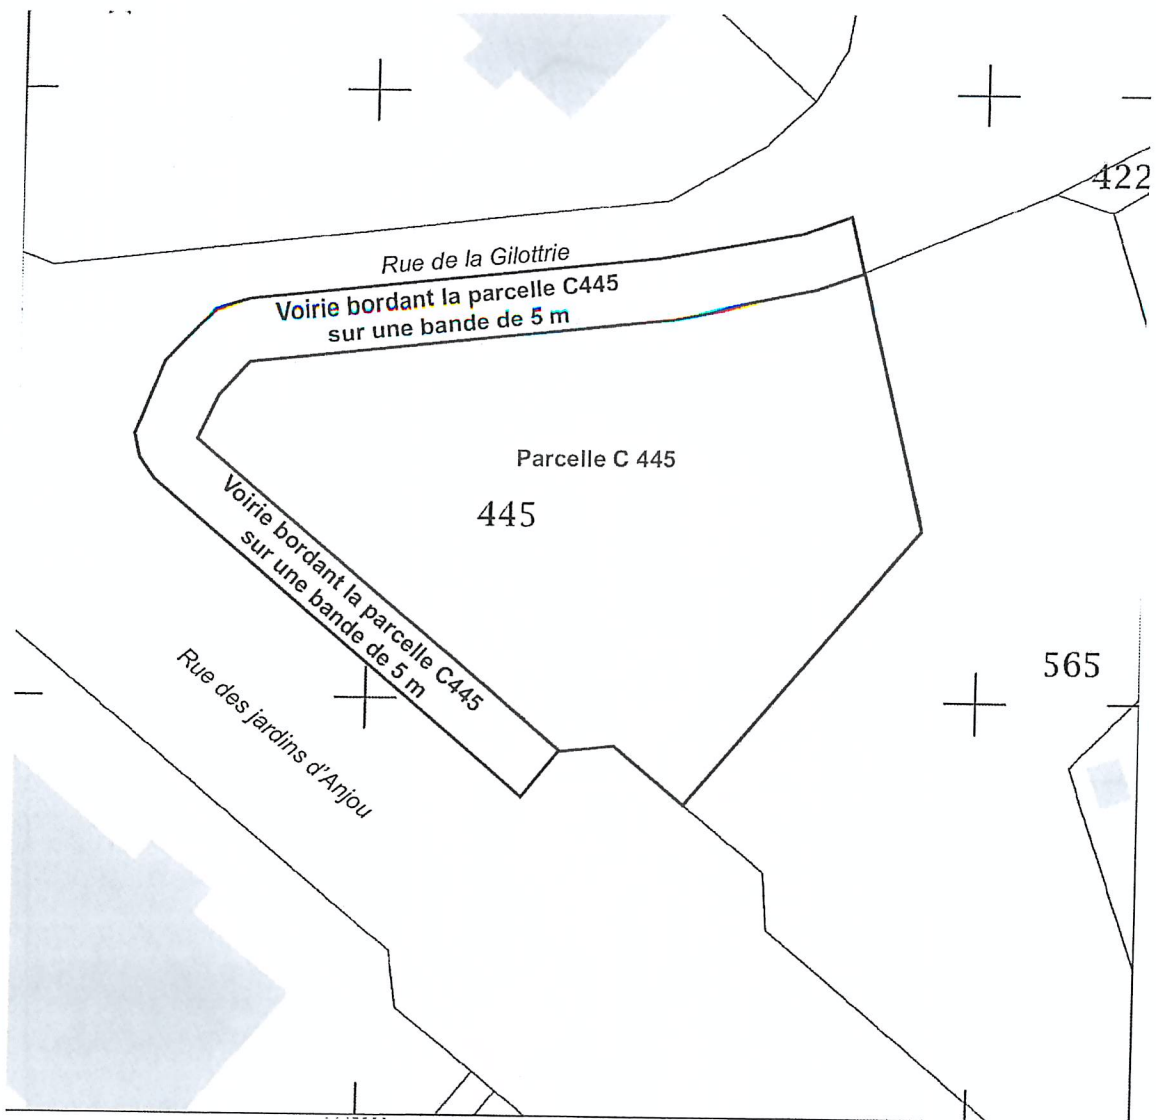 422
Rue de la Gilottrie
Voirie bordant la parcelle C445
sur une bande de 5 m
Parcelle C 445
445
Voirie bordant la parcelle C445
sur une bande de 5 m
565
Rue des jardins d'Anjou